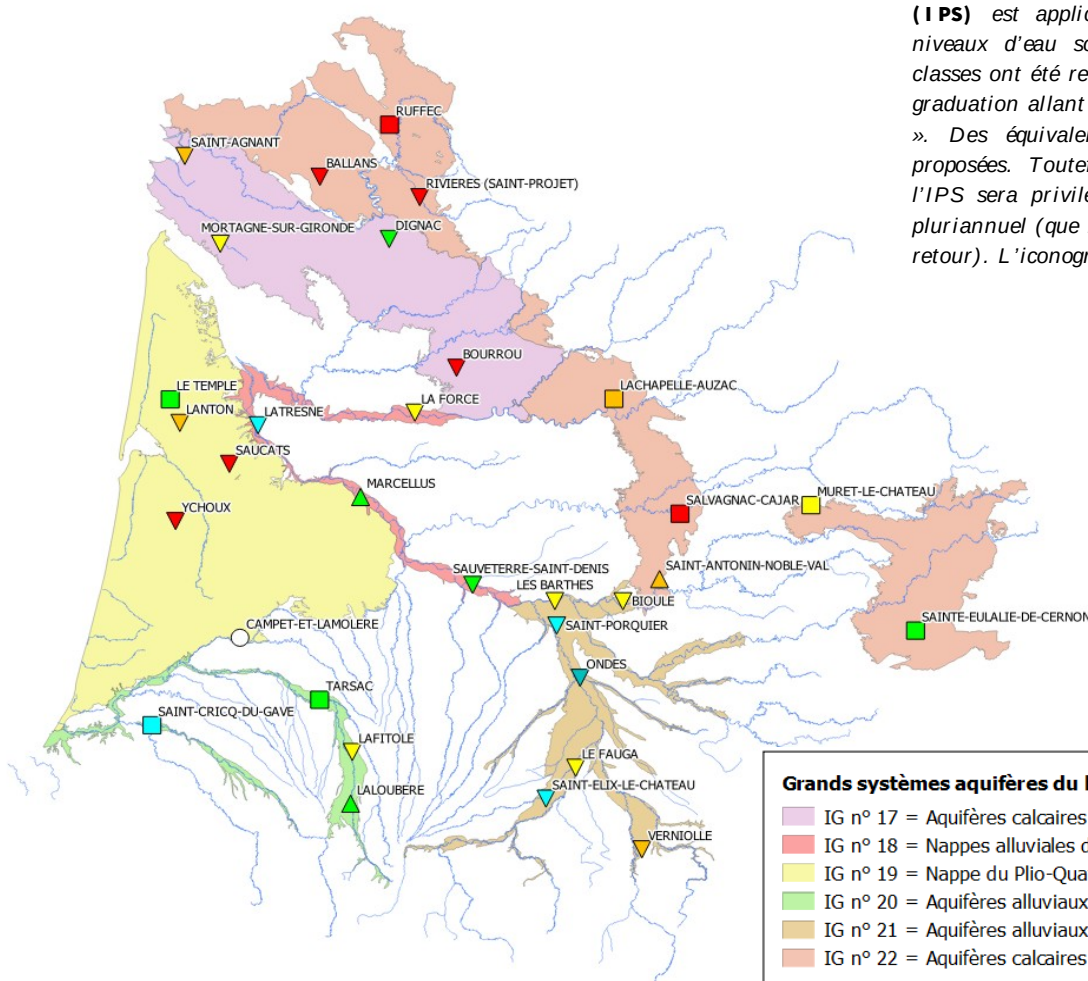 (IPS) est applic
niveaux d'eau so
classes ont été re
graduation allant
». Des équivale
proposées. Toutef
l'IPS sera privilé
pluriannuel (que
retour). L'iconogr
RUFFEC
SAINT-AGNANT
BALLANS
RIVIERES (SAINT-PROJET)
MORTAGNE-SUR-GIRONDE
DIGNAC
BOURROU
LE TEMPLE
LANTON
LATRESNE
LA FORCE
LACHAPELLE-AUZAC
SAUCATS
MARCELLUS
YCHOUX
SALVAGNAC-CAJAR
MURET-LE-CHATEAU
SAUVETERRE-SAINT-DENIS
LES BARTHES
BIOULE
SAINT-ANTONIN-NOBLE-VAL
CAMPET-ET-LAMOLERE
SAINT-PORQUIER
SAINTE-EULALIE-DE-CERNON
ONDES
TARSAC
SAINT-CRICQ-DU-GAVE
LAFITOLE
LE FAUGA
LALOUBERE
SAINT-ELIX-LE-CHATEAU
VERNIOLLE
Grands systèmes aquifères du
IG n° 17 = Aquifères calcaires
IG n° 18 = Nappes alluviales d
IG n° 19 = Nappe du Plio-Qua
IG n° 20 = Aquifères alluviaux
IG n° 21 = Aquifères alluviaux
IG n° 22 = Aquifères calcaires